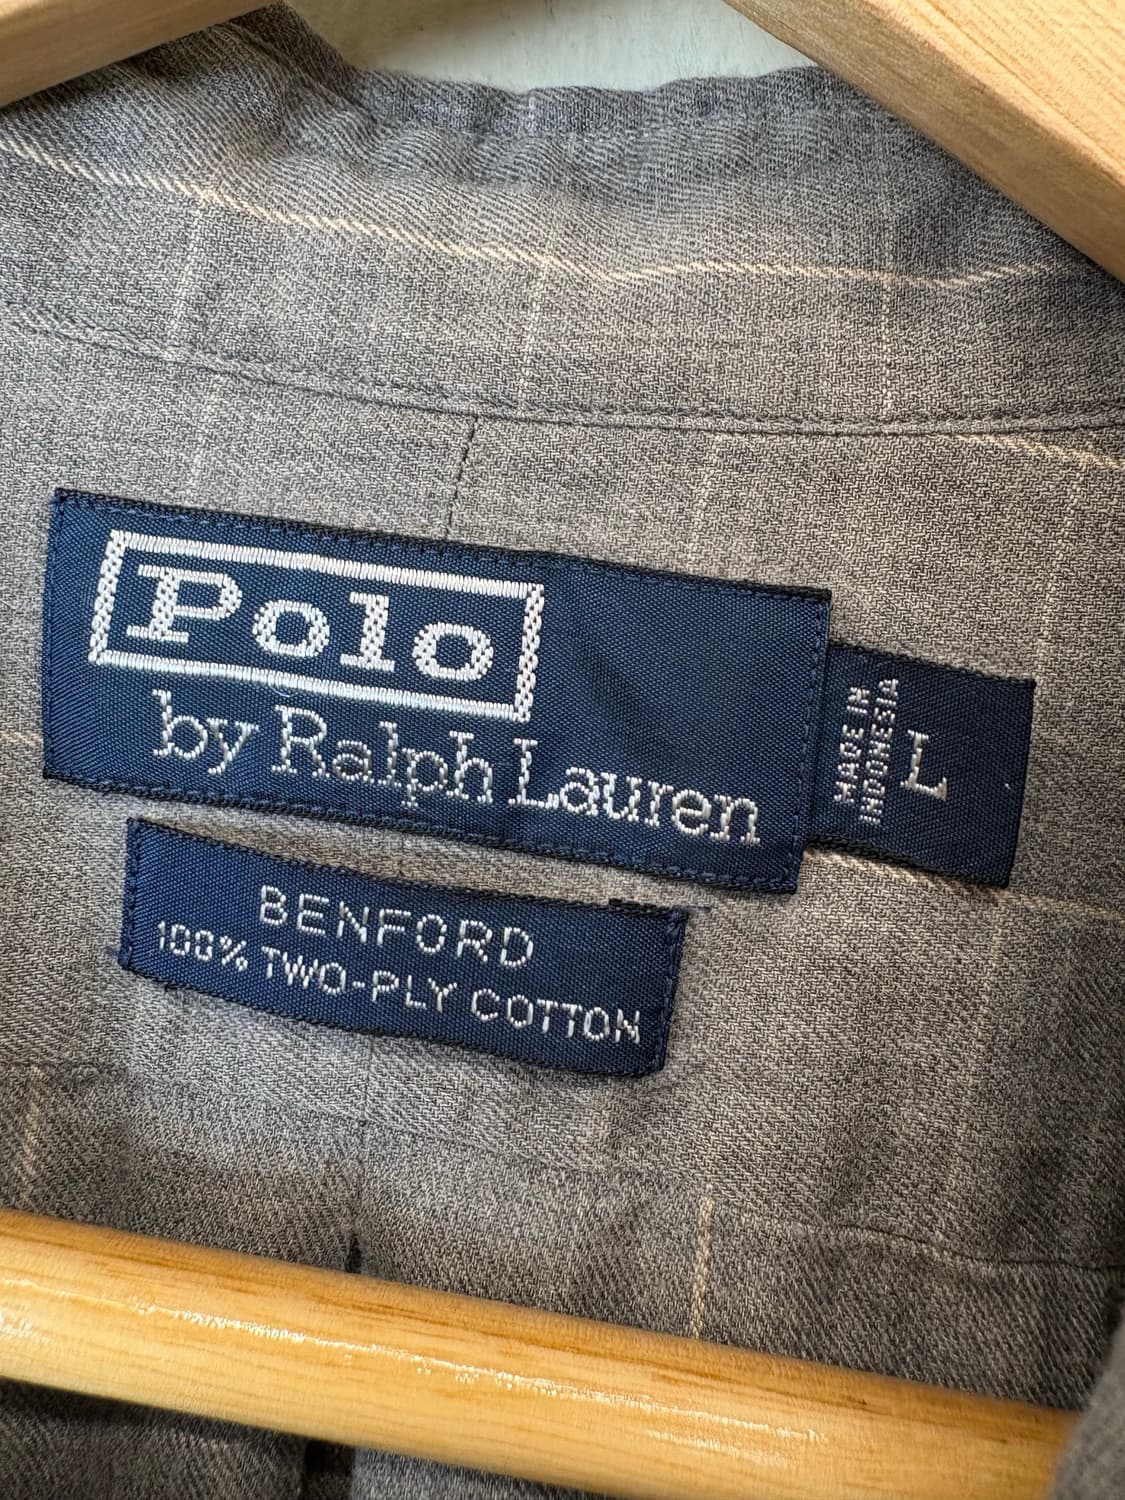 Polo
by Ralph Lauren
MADE IN
INDONESIA
L
BENFORD
100% TWO-PLY COTTON